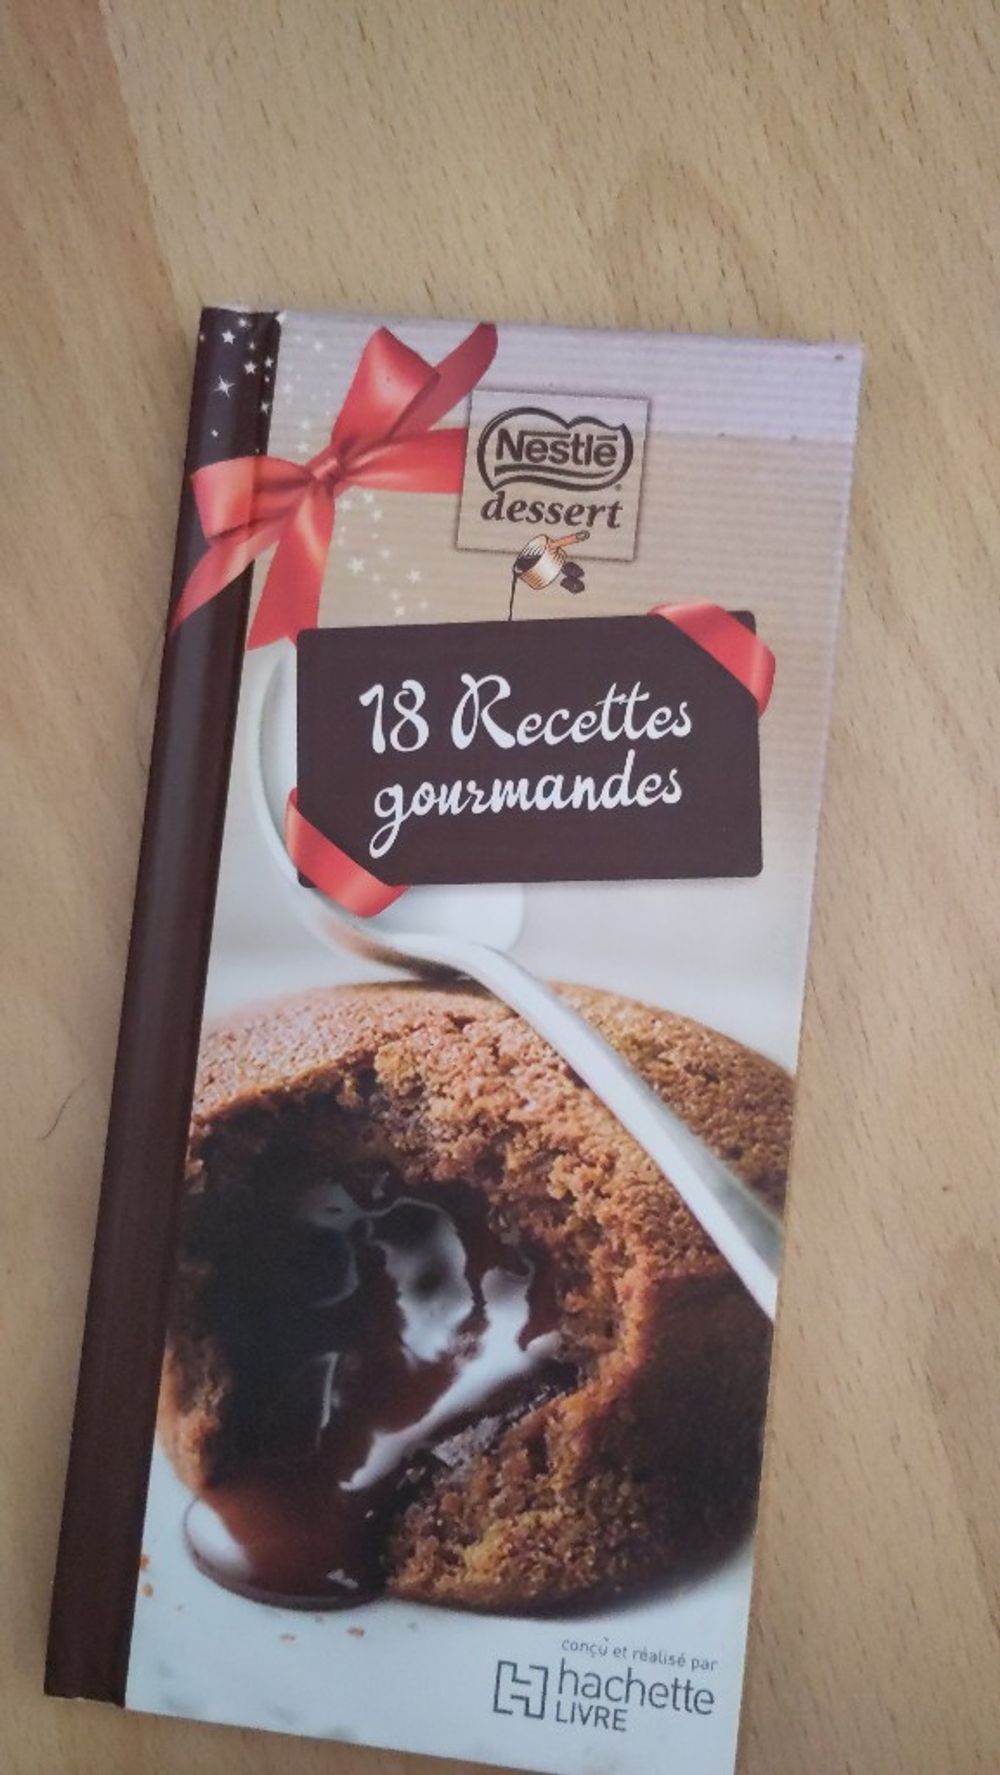 Nestlé
dessert
18 Recettes
gourmandes
conçu et réalisé par
hachette
LIVRE